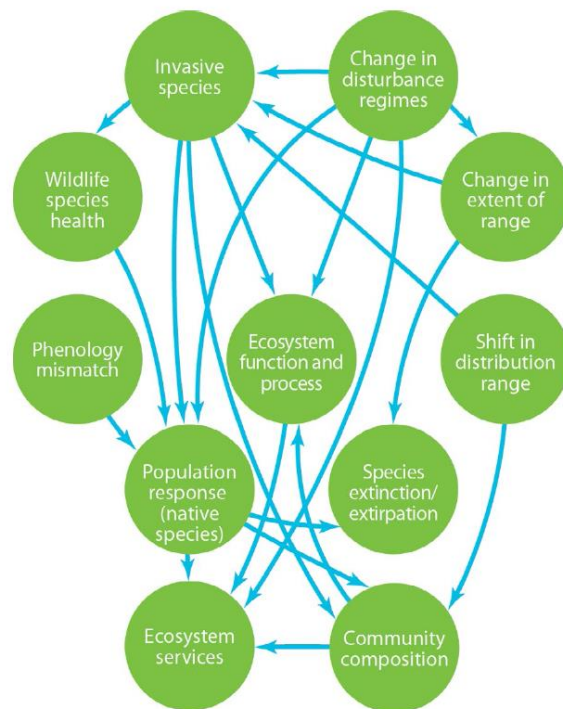 Invasive
species
Change in
disturbance
regimes
Wildlife
species
health
Change in
extent of
range
Phenology
mismatch
Ecosystem
function and
process
Shift in
distribution
range
Population
response
(native
species)
Species
extinction/
extirpation
Ecosystem
services
Community
composition